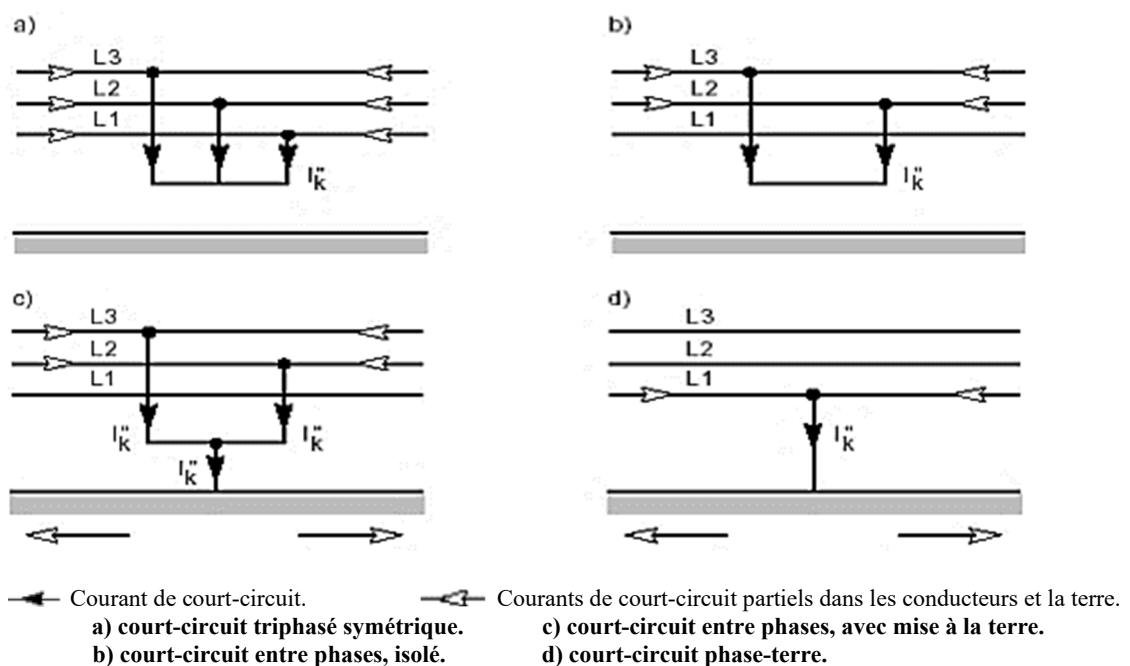 a)
L3
L2
L1
I"k
b)
L3
L2
L1
I"k
c)
L3
L2
L1
I"k
I"k
I"k
d)
L3
L2
L1
I"k
Courant de court-circuit.
Courants de court-circuit partiels dans les conducteurs et la terre.
a) court-circuit triphasé symétrique.
c) court-circuit entre phases, avec mise à la terre.
b) court-circuit entre phases, isolé.
d) court-circuit phase-terre.